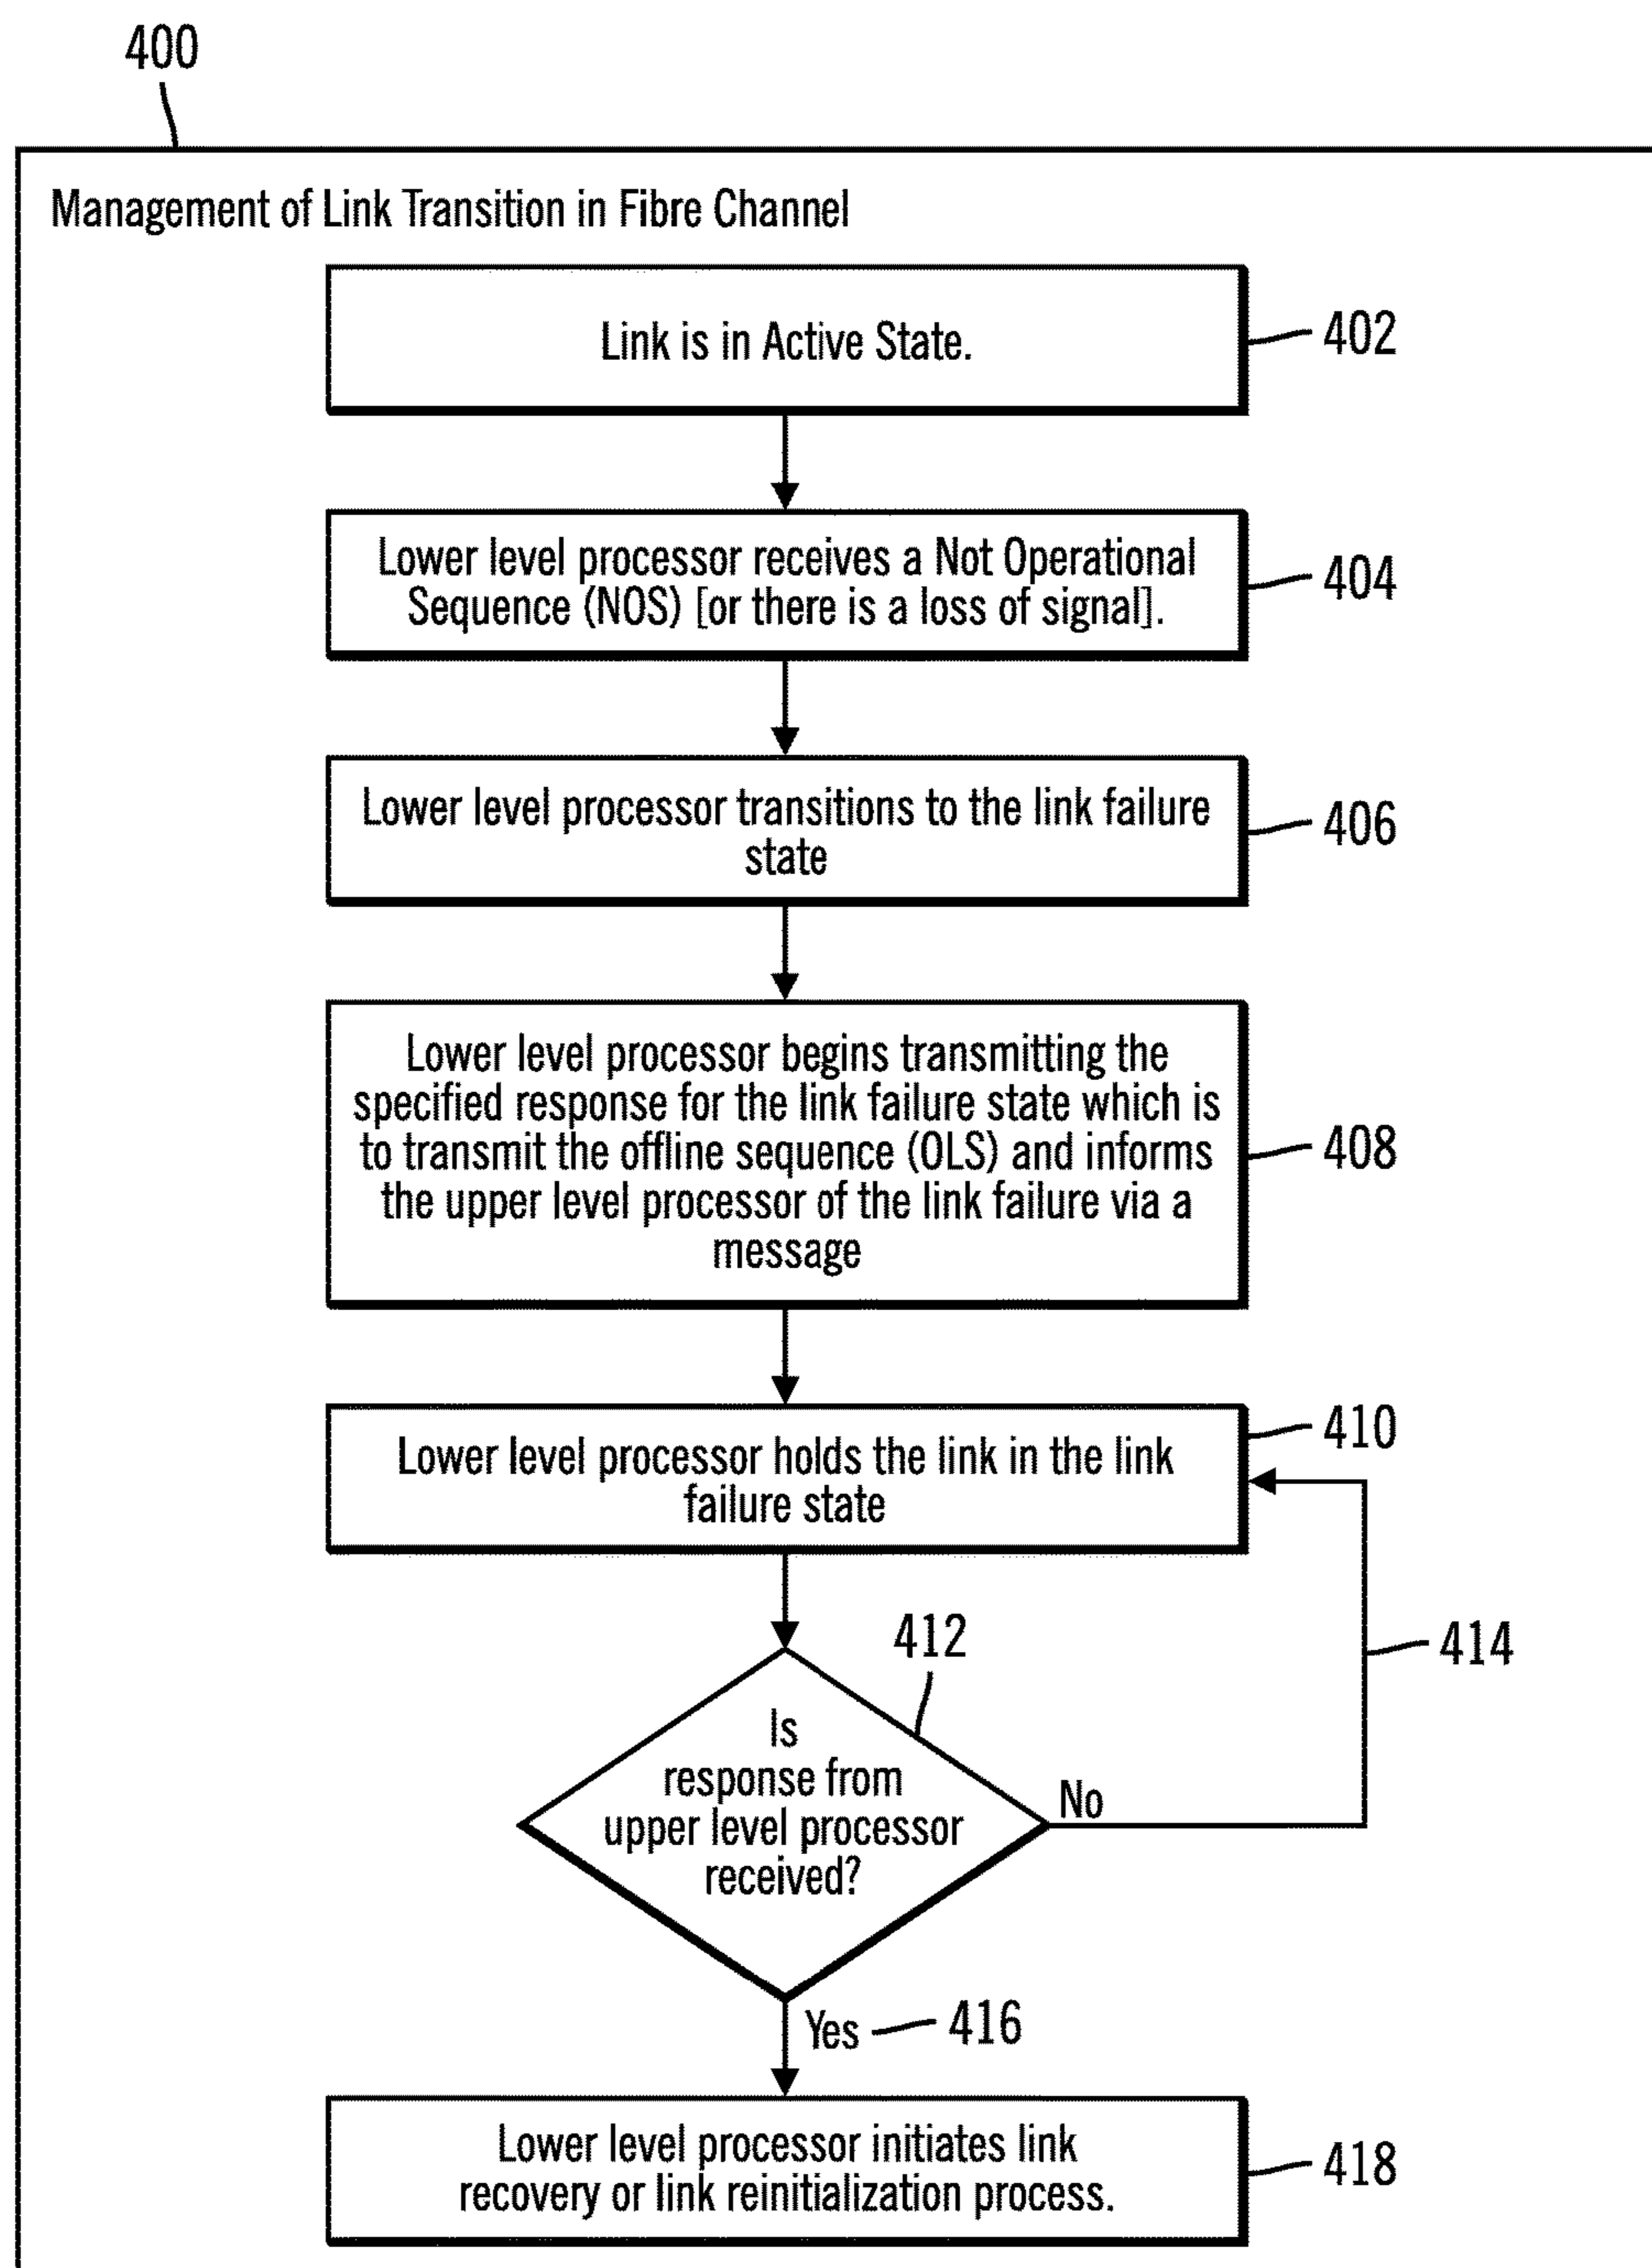 400
Management of Link Transition in Fibre Channel
Link is in Active State.
402
Lower level processor receives a Not Operational
Sequence (NOS) [or there is a loss of signal].
404
Lower level processor transitions to the link failure
state
406
Lower level processor begins transmitting the
specified response for the link failure state which is
to transmit the offline sequence (OLS) and informs
the upper level processor of the link failure via a
message
408
Lower level processor holds the link in the link
failure state
410
412
414
Is
response from
upper level processor
received?
No
Yes
416
Lower level processor initiates link
recovery or link reinitialization process.
418